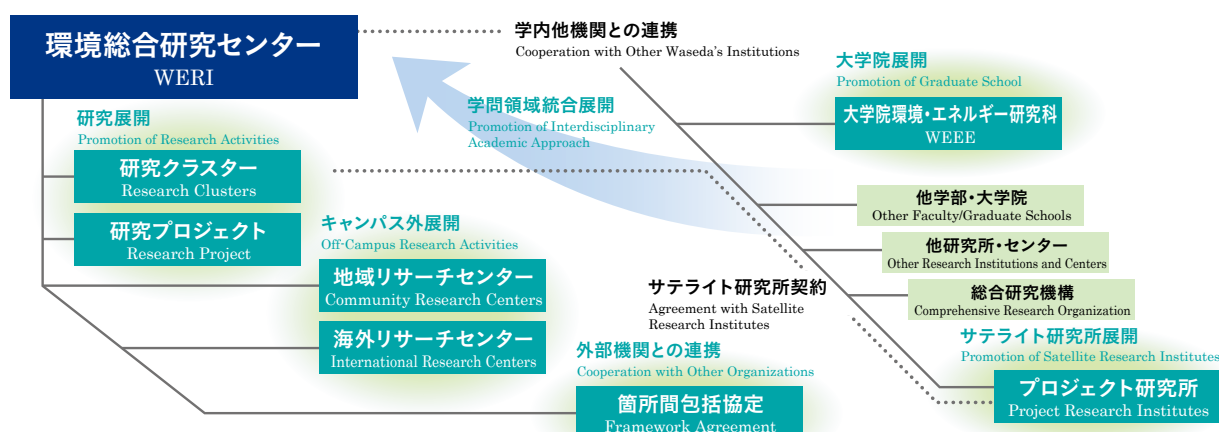 環境総合研究センター
WERI
学内他機関との連携
Cooperation with Other Waseda's Institutions
大学院展開
Promotion of Graduate School
大学院環境・エネルギー研究科
WEEE
学問領域統合展開
Promotion of Interdisciplinary
Academic Approach
研究展開
Promotion of Research Activities
研究クラスター
Research Clusters
研究プロジェクト
Research Project
キャンパス外展開
Off-Campus Research Activities
地域リサーチセンター
Community Research Centers
海外リサーチセンター
International Research Centers
他学部・大学院
Other Faculty/Graduate Schools
他研究所・センター
Other Research Institutions and Centers
総合研究機構
Comprehensive Research Organization
サテライト研究所契約
Agreement with Satellite
Research Institutes
サテライト研究所展開
Promotion of Satellite Research Institutes
プロジェクト研究所
Project Research Institutes
外部機関との連携
Cooperation with Other Organizations
箇所間包括協定
Framework Agreement